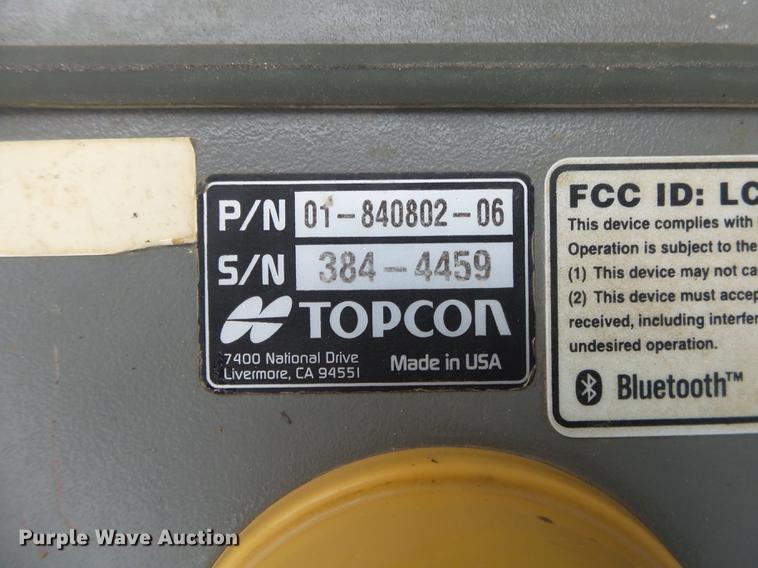 P/N 01-840802-06
S/N 384-4459
TOPCON
7400 National Drive
Livermore, CA 94551
Made in USA
FCC ID: LC
This device complies with
Operation is subject to the
(1) This device may not ca
(2) This device must accep
received, including interfer
undesired operation.
Bluetooth™
Purple Wave Auction®